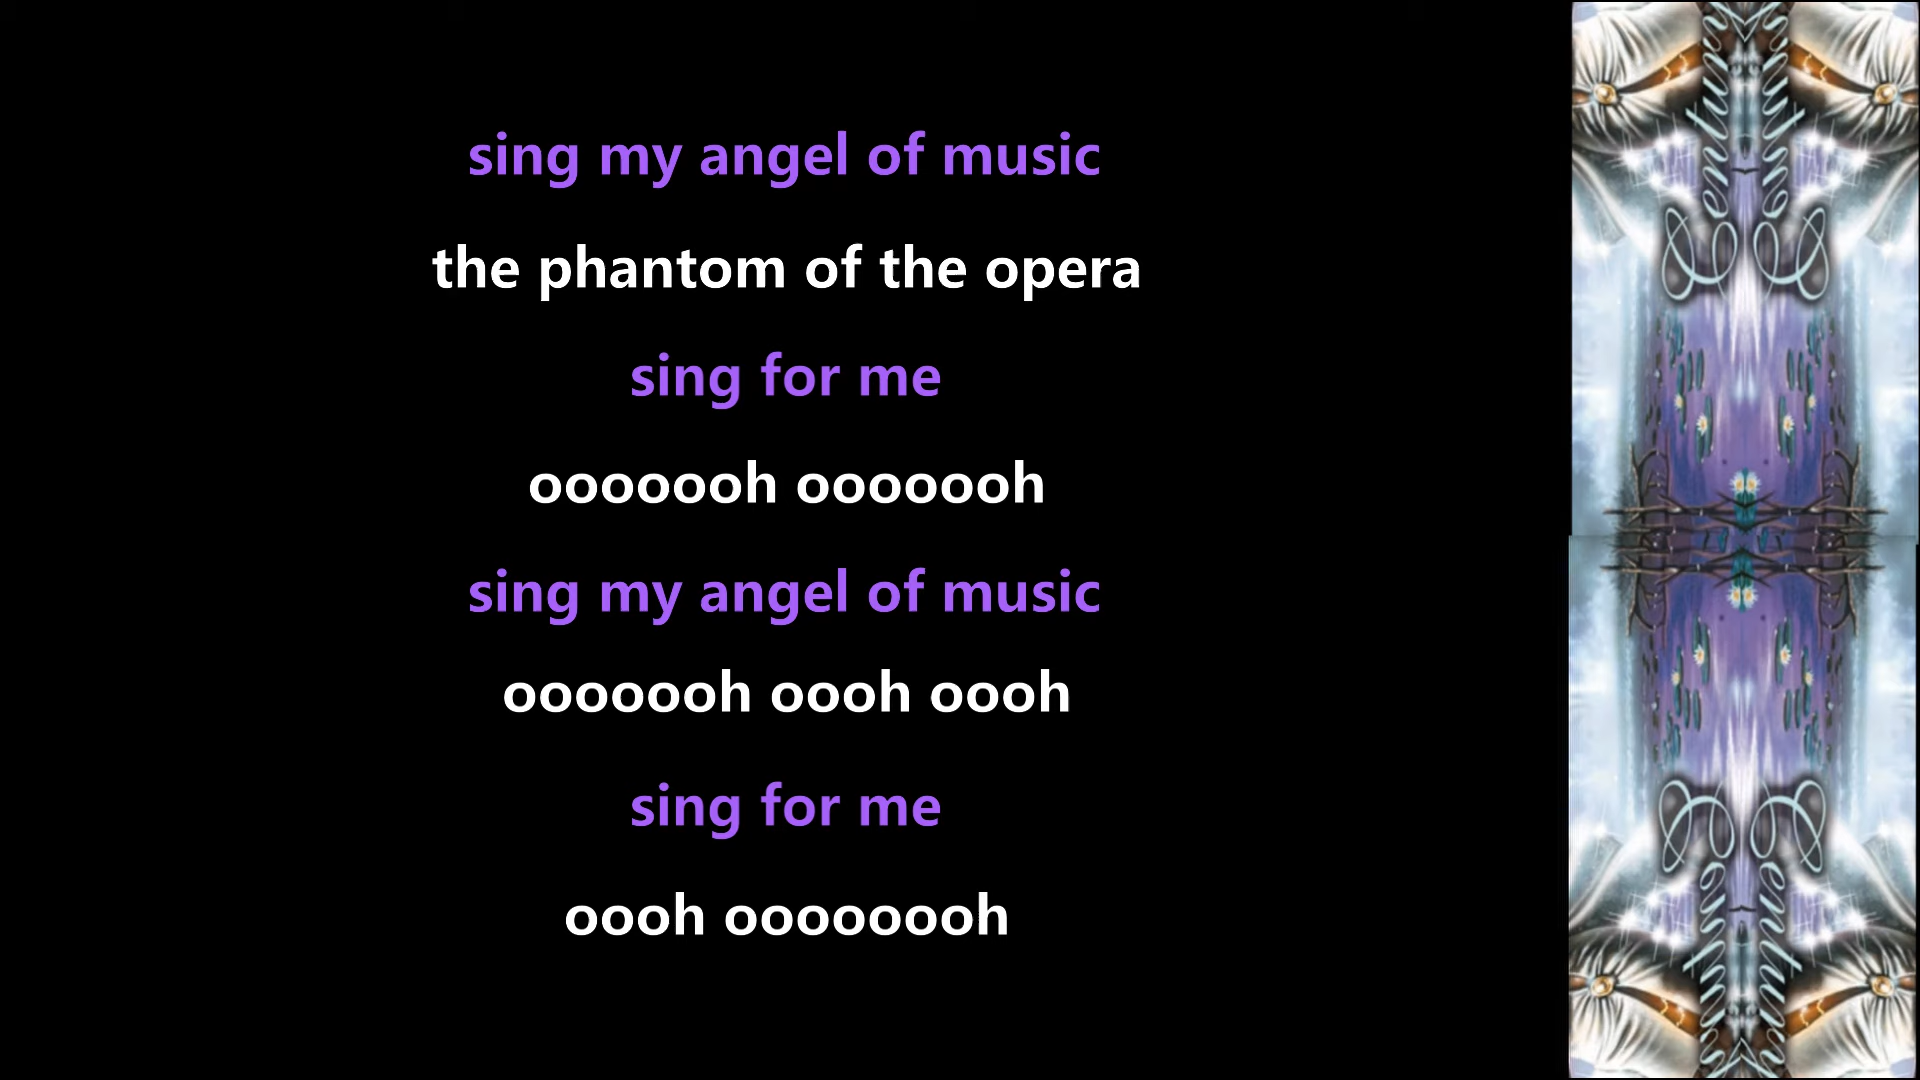 sing my angel of music
the phantom of the opera
sing for me
ooooooh ooooooh
sing my angel of music
ooooooh oooh oooh
sing for me
oooh oooooooh